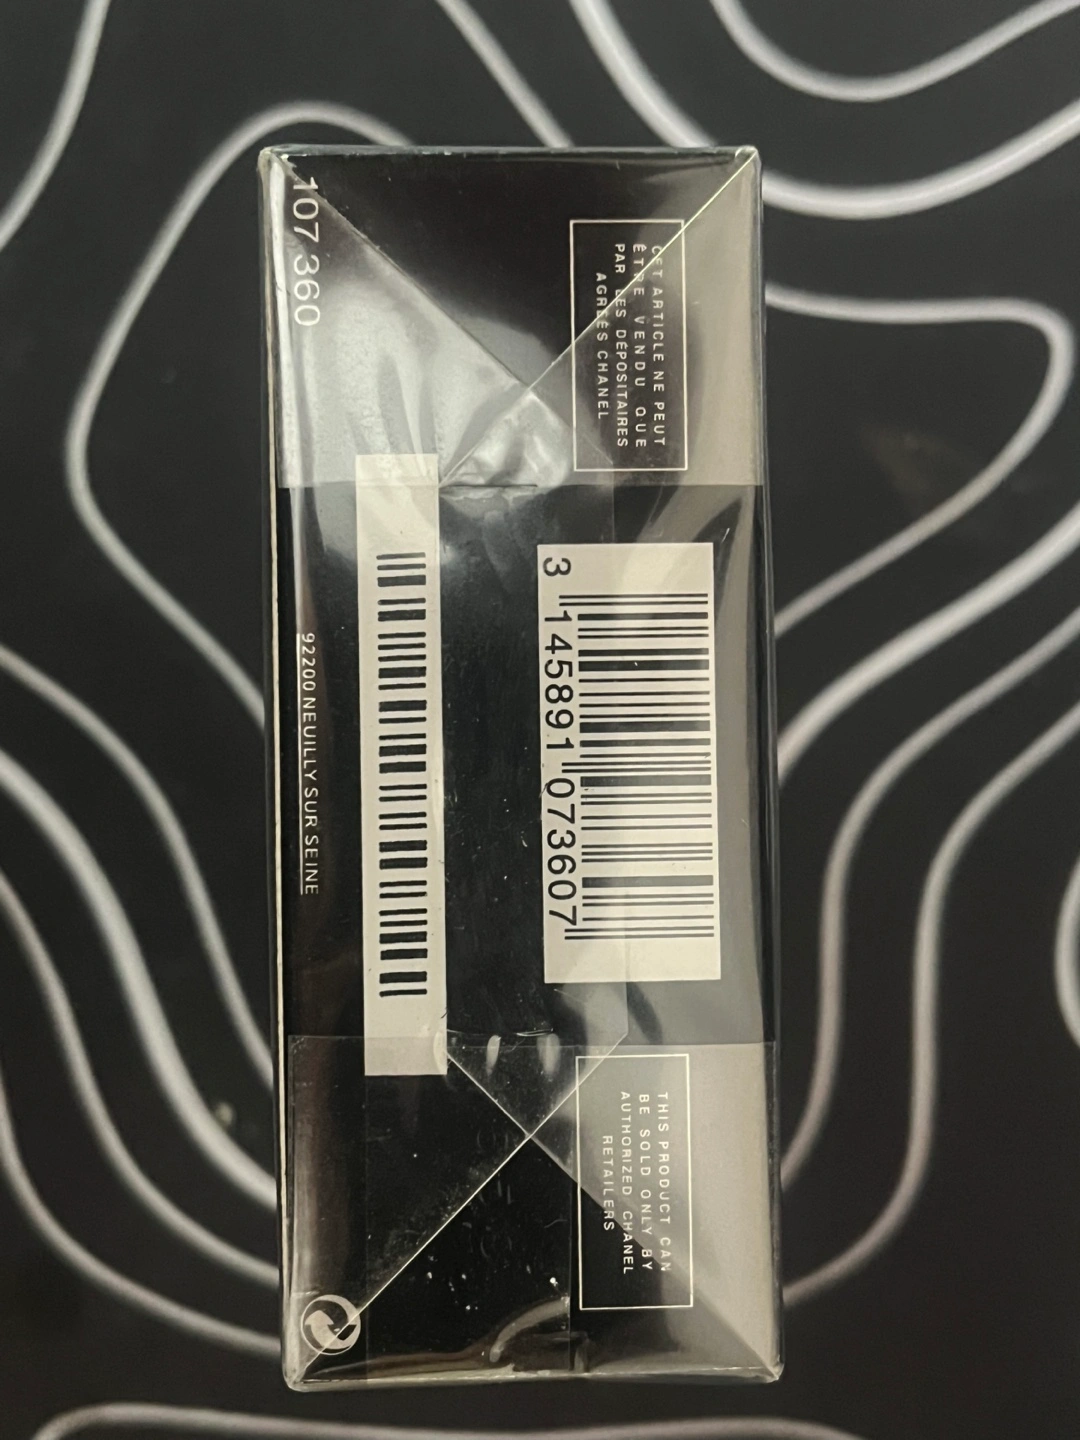 CET ARTICLE NE PEUT
ÊTRE VENDU QUE
PAR LES DÉPOSITAIRES
AGRÉÉS CHANEL
THIS PRODUCT CAN
BE SOLD ONLY BY
AUTHORIZED CHANEL
RETAILERS
3 145891 073607
107 360
92200 NEUILLY SUR SEINE